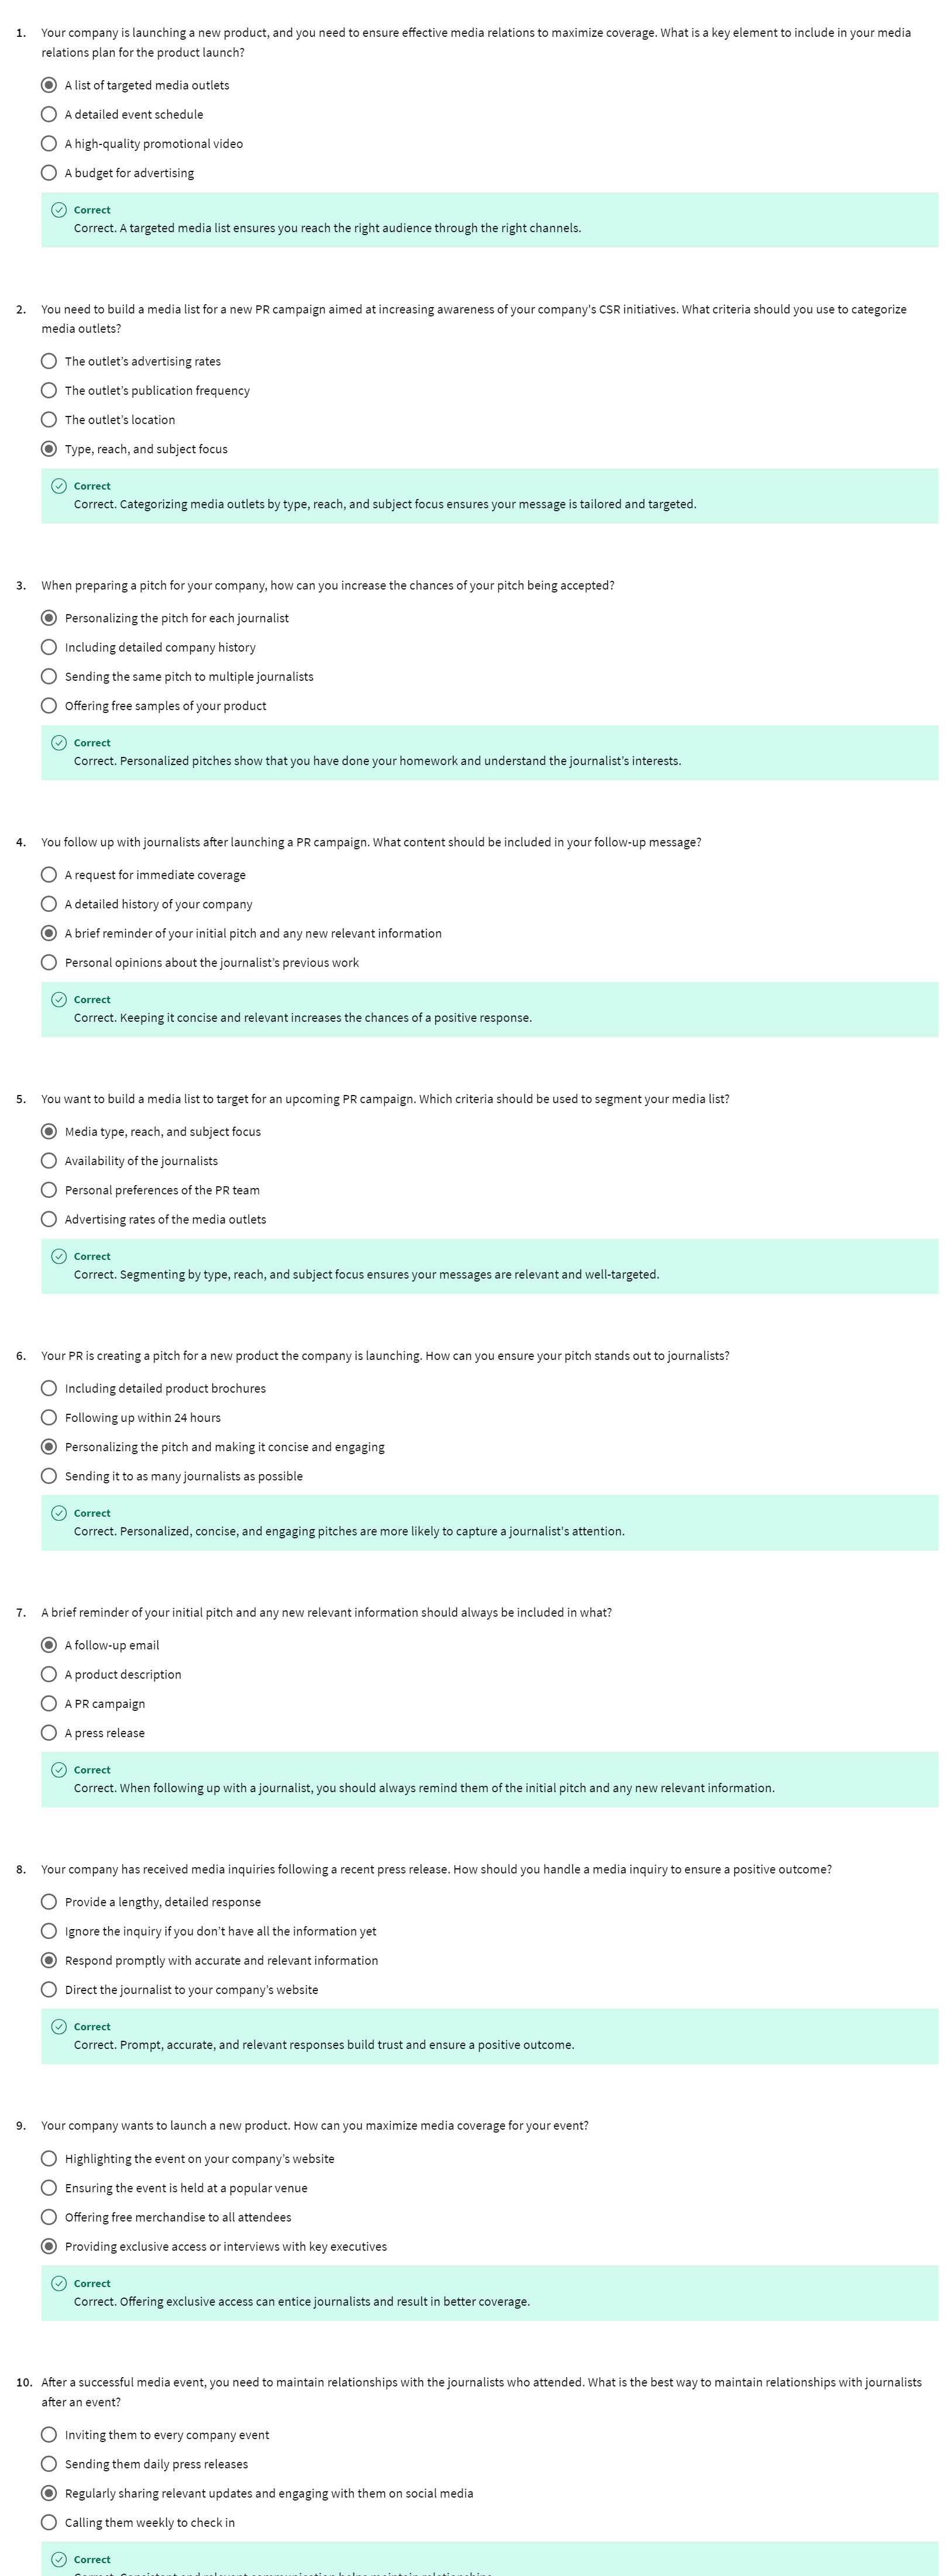 1. Your company is launching a new product, and you need to ensure effective media relations to maximize coverage. What is a key element to include in your media
relations plan for the product launch?
A list of targeted media outlets
A detailed event schedule
A high-quality promotional video
A budget for advertising
Correct
Correct. A targeted media list ensures you reach the right audience through the right channels.
2. You need to build a media list for a new PR campaign aimed at increasing awareness of your company's CSR initiatives. What criteria should you use to categorize
media outlets?
The outlet’s advertising rates
The outlet’s publication frequency
The outlet’s location
Type, reach, and subject focus
Correct
Correct. Categorizing media outlets by type, reach, and subject focus ensures your message is tailored and targeted.
3. When preparing a pitch for your company, how can you increase the chances of your pitch being accepted?
Personalizing the pitch for each journalist
Including detailed company history
Sending the same pitch to multiple journalists
Offering free samples of your product
Correct
Correct. Personalized pitches show that you have done your homework and understand the journalist’s interests.
4. You follow up with journalists after launching a PR campaign. What content should be included in your follow-up message?
A request for immediate coverage
A detailed history of your company
A brief reminder of your initial pitch and any new relevant information
Personal opinions about the journalist’s previous work
Correct
Correct. Keeping it concise and relevant increases the chances of a positive response.
5. You want to build a media list to target for an upcoming PR campaign. Which criteria should be used to segment your media list?
Media type, reach, and subject focus
Availability of the journalists
Personal preferences of the PR team
Advertising rates of the media outlets
Correct
Correct. Segmenting by type, reach, and subject focus ensures your messages are relevant and well-targeted.
6. Your PR is creating a pitch for a new product the company is launching. How can you ensure your pitch stands out to journalists?
Including detailed product brochures
Following up within 24 hours
Personalizing the pitch and making it concise and engaging
Sending it to as many journalists as possible
Correct
Correct. Personalized, concise, and engaging pitches are more likely to capture a journalist's attention.
7. A brief reminder of your initial pitch and any new relevant information should always be included in what?
A follow-up email
A product description
A PR campaign
A press release
Correct
Correct. When following up with a journalist, you should always remind them of the initial pitch and any new relevant information.
8. Your company has received media inquiries following a recent press release. How should you handle a media inquiry to ensure a positive outcome?
Provide a lengthy, detailed response
Ignore the inquiry if you don’t have all the information yet
Respond promptly with accurate and relevant information
Direct the journalist to your company’s website
Correct
Correct. Prompt, accurate, and relevant responses build trust and ensure a positive outcome.
9. Your company wants to launch a new product. How can you maximize media coverage for your event?
Highlighting the event on your company’s website
Ensuring the event is held at a popular venue
Offering free merchandise to all attendees
Providing exclusive access or interviews with key executives
Correct
Correct. Offering exclusive access can entice journalists and result in better coverage.
10. After a successful media event, you need to maintain relationships with the journalists who attended. What is the best way to maintain relationships with journalists
after an event?
Inviting them to every company event
Sending them daily press releases
Regularly sharing relevant updates and engaging with them on social media
Calling them weekly to check in
Correct